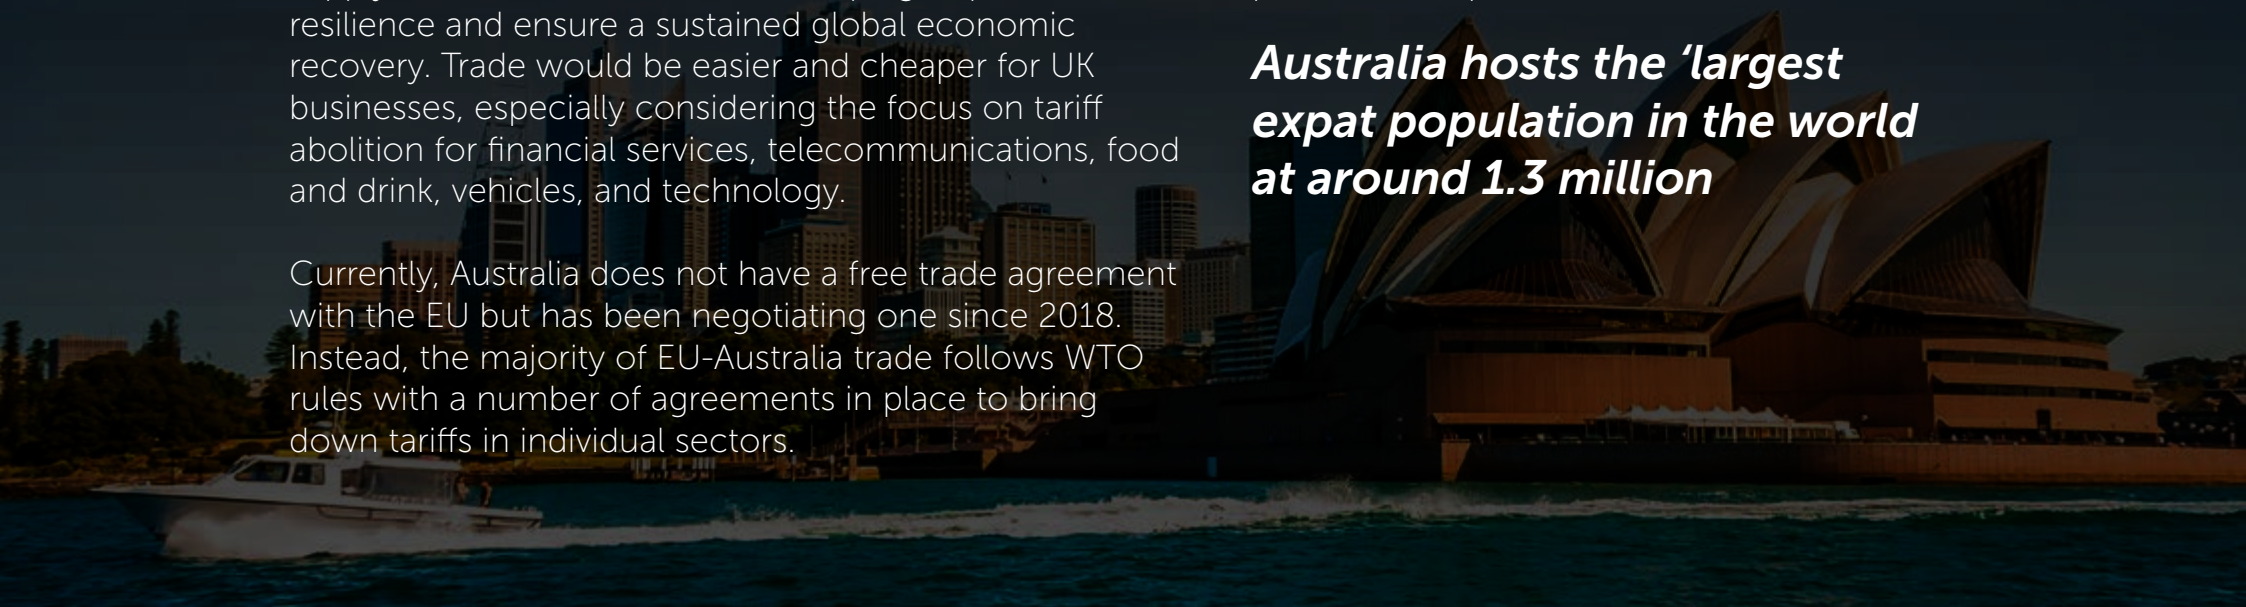 resilience and ensure a sustained global economic
recovery. Trade would be easier and cheaper for UK
businesses, especially considering the focus on tariff
abolition for financial services, telecommunications, food
and drink, vehicles, and technology.
Currently, Australia does not have a free trade agreement
with the EU but has been negotiating one since 2018.
Instead, the majority of EU-Australia trade follows WTO
rules with a number of agreements in place to bring
down tariffs in individual sectors.
Australia hosts the ‘largest
expat population in the world
at around 1.3 million